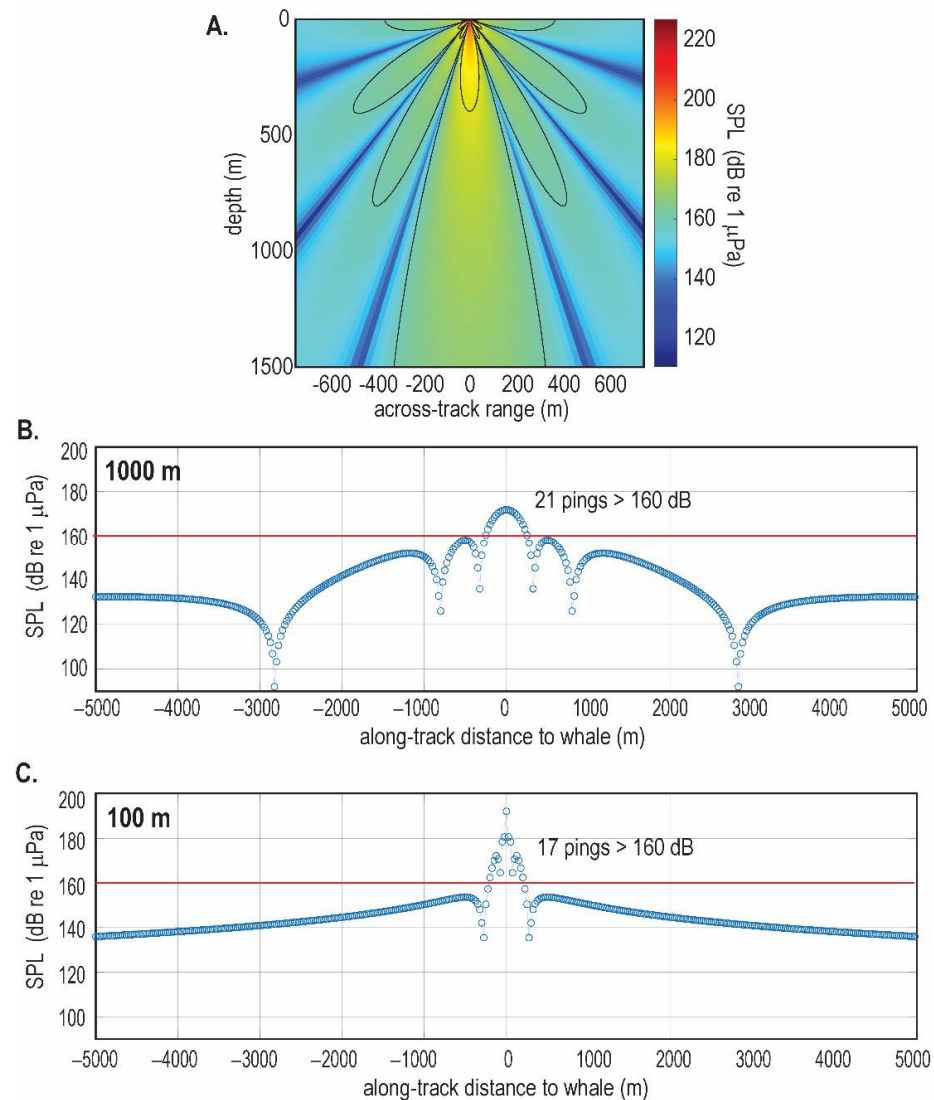 A.
0
500
1000
1500
depth (m)
-600 -400 -200 0 200 400 600
across-track range (m)
220
200
180
160
140
120
SPL (dB re 1 μPa)
B.
1000 m
21 pings > 160 dB
200
180
160
140
120
100
SPL (dB re 1 μPa)
–5000 –4000 –3000 –2000 –1000 0 1000 2000 3000 4000 5000
along-track distance to whale (m)
C.
100 m
17 pings > 160 dB
200
180
160
140
120
100
SPL (dB re 1 μPa)
–5000 –4000 –3000 –2000 –1000 0 1000 2000 3000 4000 5000
along-track distance to whale (m)